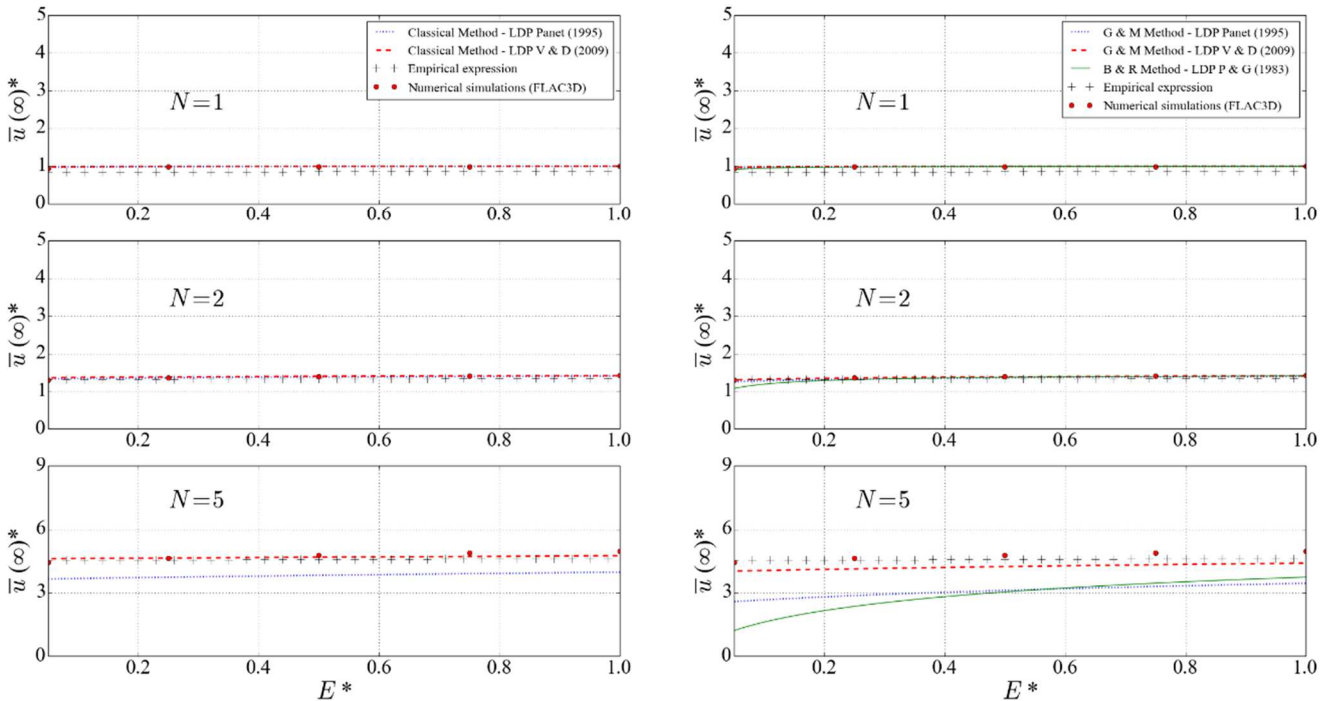 5
4
3
2
1
0
ū(∞)*
N=1
Classical Method - LDP Panet (1995)
Classical Method - LDP V & D (2009)
Empirical expression
Numerical simulations (FLAC3D)
0.2 0.4 0.6 0.8 1.0
5
4
3
2
1
0
ū(∞)*
N=2
0.2 0.4 0.6 0.8 1.0
9
6
3
0
ū(∞)*
N=5
0.2 0.4 0.6 0.8 1.0
E*
5
4
3
2
1
0
ū(∞)*
N=1
G & M Method - LDP Panet (1995)
G & M Method - LDP V & D (2009)
B & R Method - LDP P & G (1983)
Empirical expression
Numerical simulations (FLAC3D)
0.2 0.4 0.6 0.8 1.0
5
4
3
2
1
0
ū(∞)*
N=2
0.2 0.4 0.6 0.8 1.0
9
6
3
0
ū(∞)*
N=5
0.2 0.4 0.6 0.8 1.0
E*